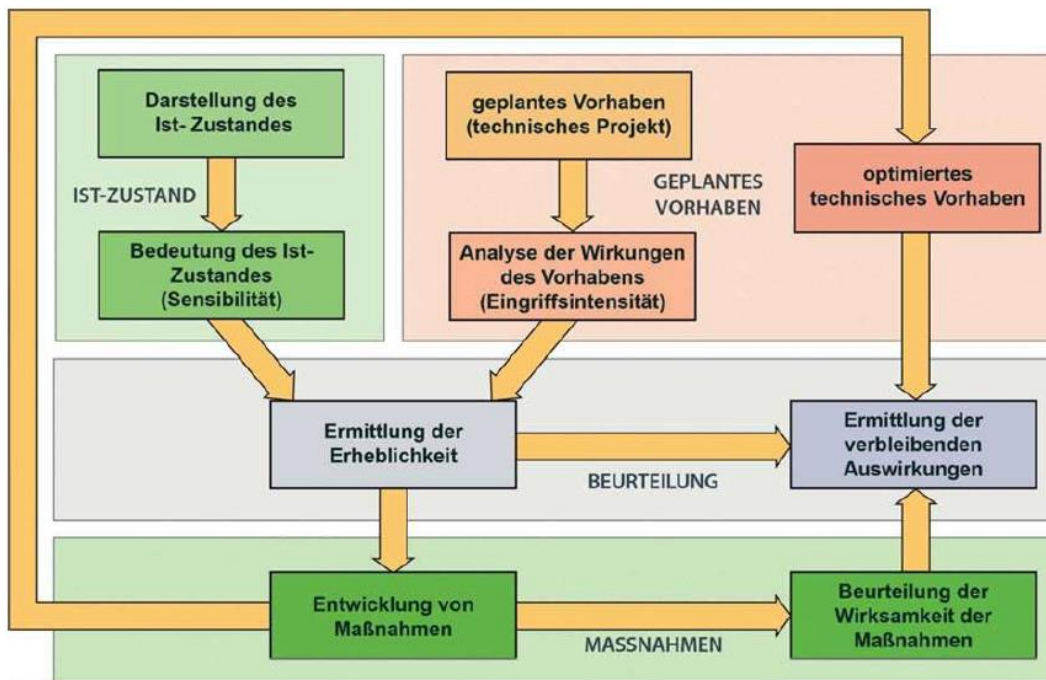 Darstellung des
Ist- Zustandes
geplantes Vorhaben
(technisches Projekt)
optimiertes
technisches Vorhaben
IST-ZUSTAND
GEPLANTES
VORHABEN
Bedeutung des Ist-
Zustandes
(Sensibilität)
Analyse der Wirkungen
des Vorhabens
(Eingriffsintensität)
Ermittlung der
Erheblichkeit
BEURTEILUNG
Ermittlung der
verbleibenden
Auswirkungen
Entwicklung von
Maßnahmen
MASSNAHMEN
Beurteilung der
Wirksamkeit der
Maßnahmen